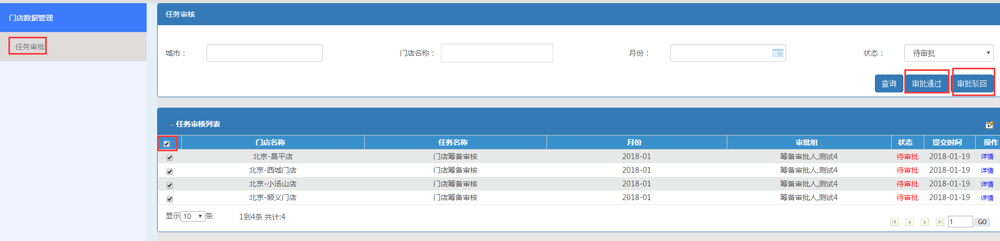 门店数据管理
任务审批
任务审核
城市： 门店名称： 月份： 状态： 待审批
查询 审批通过 审批驳回
任务审核列表
门店名称 任务名称 月份 审批组 状态 提交时间 操作
北京-昌平店 门店筹备审核 2018-01 筹备审批人,测试4 待审批 2018-01-19 详情
北京-西城门店 门店筹备审核 2018-01 筹备审批人,测试4 待审批 2018-01-19 详情
北京-小汤山店 门店筹备审核 2018-01 筹备审批人,测试4 待审批 2018-01-19 详情
北京-顺义门店 门店筹备审核 2018-01 筹备审批人,测试4 待审批 2018-01-19 详情
显示 10 条 1到4条 共计:4
1 GO